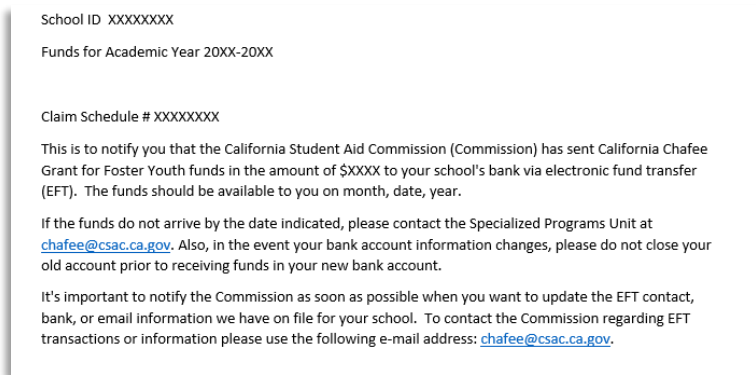 School ID  XXXXXXXX
Funds for Academic Year 20XX-20XX
Claim Schedule # XXXXXXXX
This is to notify you that the California Student Aid Commission (Commission) has sent California Chafee
Grant for Foster Youth funds in the amount of $XXXX to your school's bank via electronic fund transfer
(EFT).  The funds should be available to you on month, date, year.
If the funds do not arrive by the date indicated, please contact the Specialized Programs Unit at
chafee@csac.ca.gov. Also, in the event your bank account information changes, please do not close your
old account prior to receiving funds in your new bank account.
It's important to notify the Commission as soon as possible when you want to update the EFT contact,
bank, or email information we have on file for your school.  To contact the Commission regarding EFT
transactions or information please use the following e-mail address: chafee@csac.ca.gov.